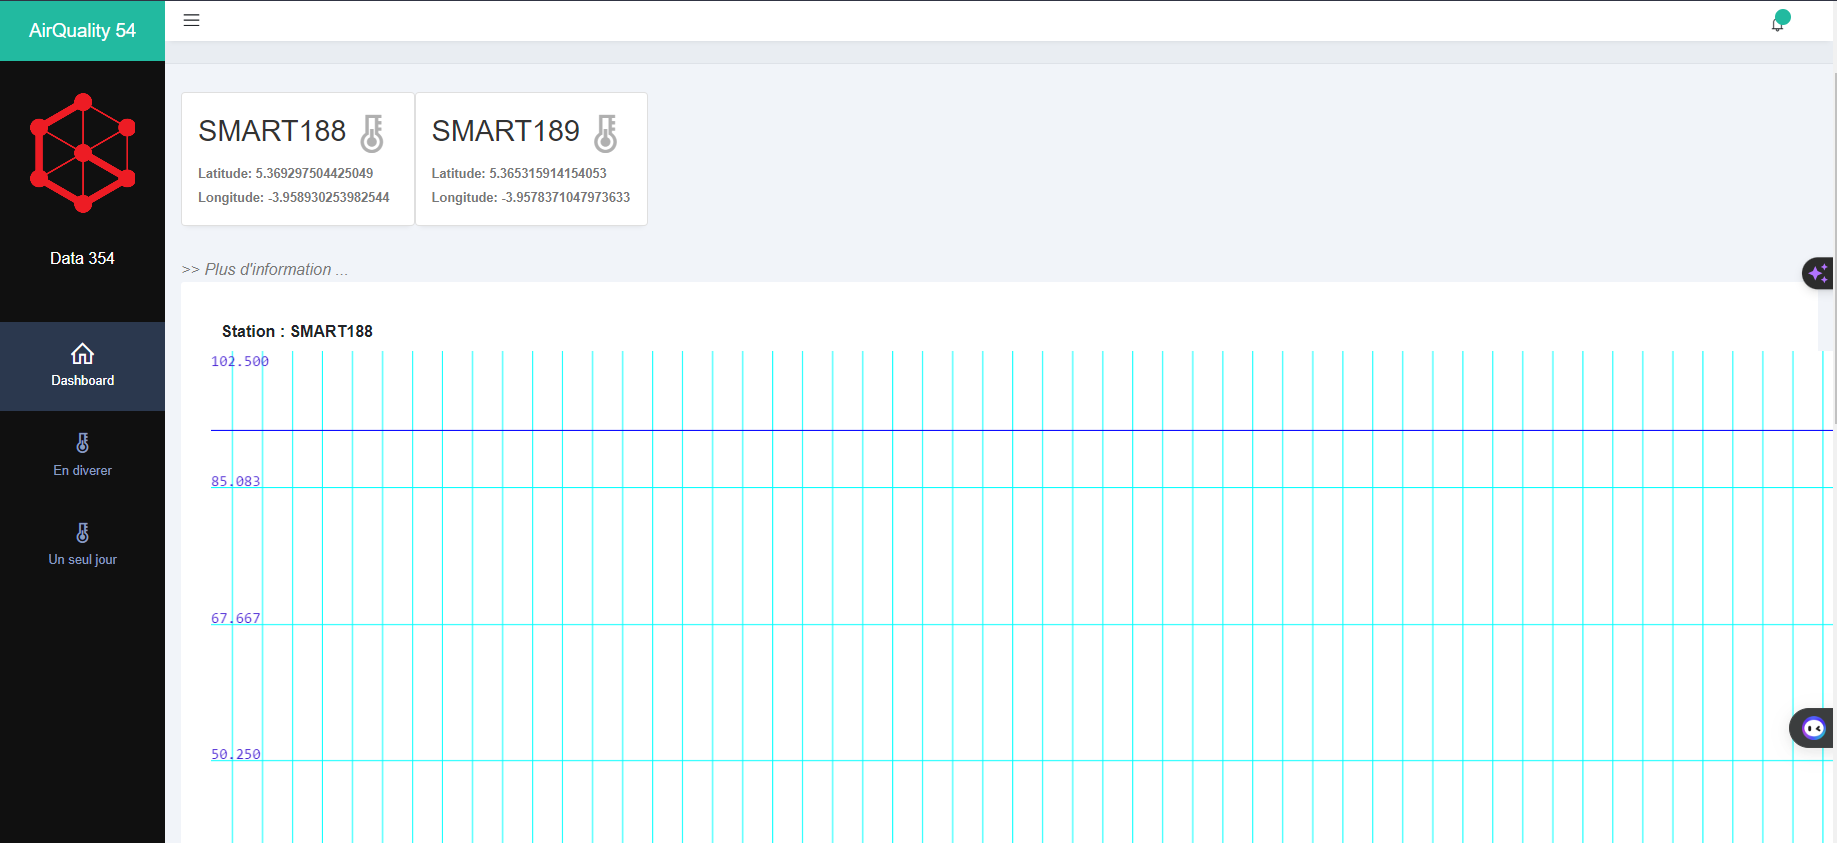 AirQuality 54
Data 354
Dashboard
En diverer
Un seul jour
SMART188
Latitude: 5.369297504425049
Longitude: -3.958930253982544
SMART189
Latitude: 5.365315914154053
Longitude: -3.9578371047973633
>> Plus d'information ...
Station : SMART188
102.500
85.083
67.667
50.250